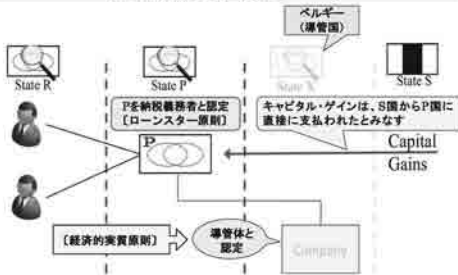 ベルギー
(導管国)
State R
State P
State X
State S
Pを納税義務者と認定
〔ローンスター原則〕
キャピタル・ゲインは、S国からP国に
直接に支払われたとみなす
P
Capital
Gains
〔経済的実質原則〕
導管体と
認定
Company